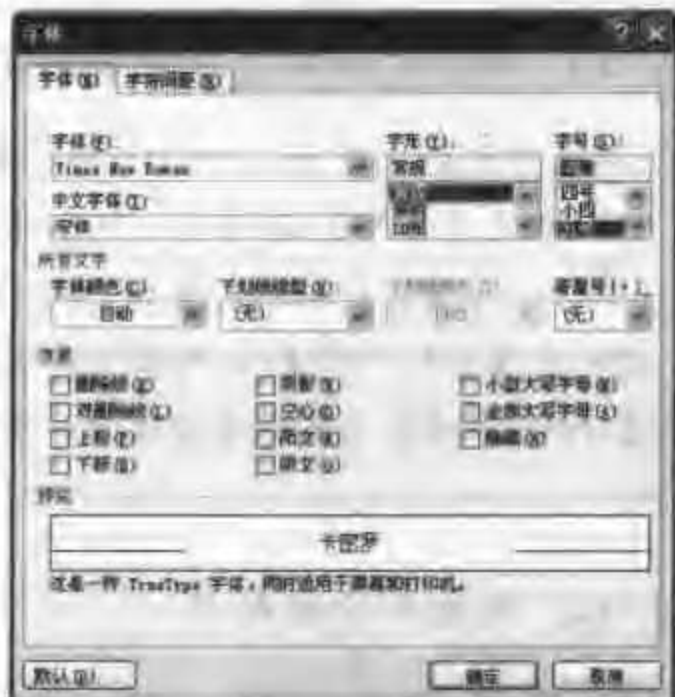 字体
字体(N) 字符间距(R)
字体(F): 字形(Y): 字号(S):
Times New Roman 常规
中文字体(T)
宋体
四号
小四
所有文字
字体颜色(C): 下划线线型(U): 着重号(·)
自动 (无) (无)
效果
删除线(K) 阴影(W) 小型大写字母(M)
双删除线(L) 空心(O) 全部大写字母(A)
上标(P) 阳文(E) 隐藏(H)
下标(B) 阴文(G)
预览
这是一种 TrueType 字体，同时适用于屏幕和打印机。
默认(D)... 确定 取消